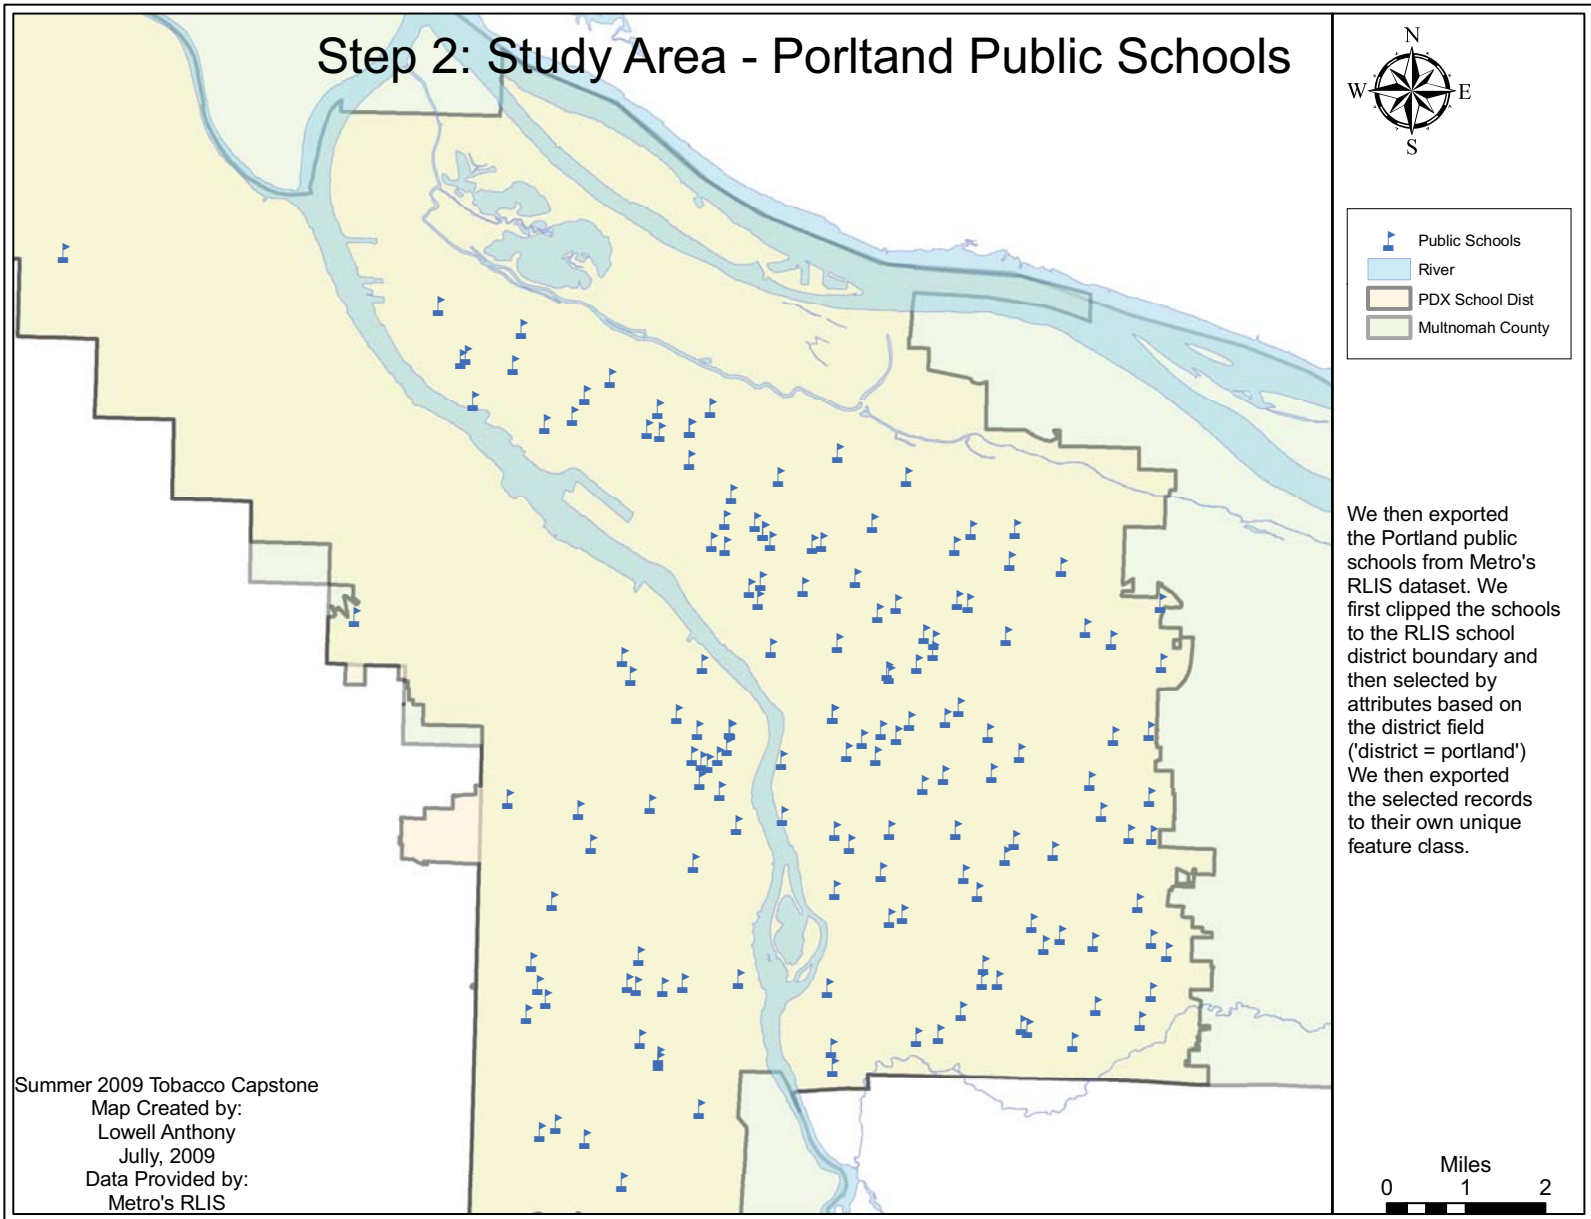 Step 2: Study Area - Porltand Public Schools
N
W
E
S
Public Schools
River
PDX School Dist
Multnomah County
We then exported
the Portland public
schools from Metro's
RLIS dataset. We
first clipped the schools
to the RLIS school
district boundary and
then selected by
attributes based on
the district field
('district = portland')
We then exported
the selected records
to their own unique
feature class.
Summer 2009 Tobacco Capstone
Map Created by:
Lowell Anthony
Jully, 2009
Data Provided by:
Metro's RLIS
Miles
0 1 2